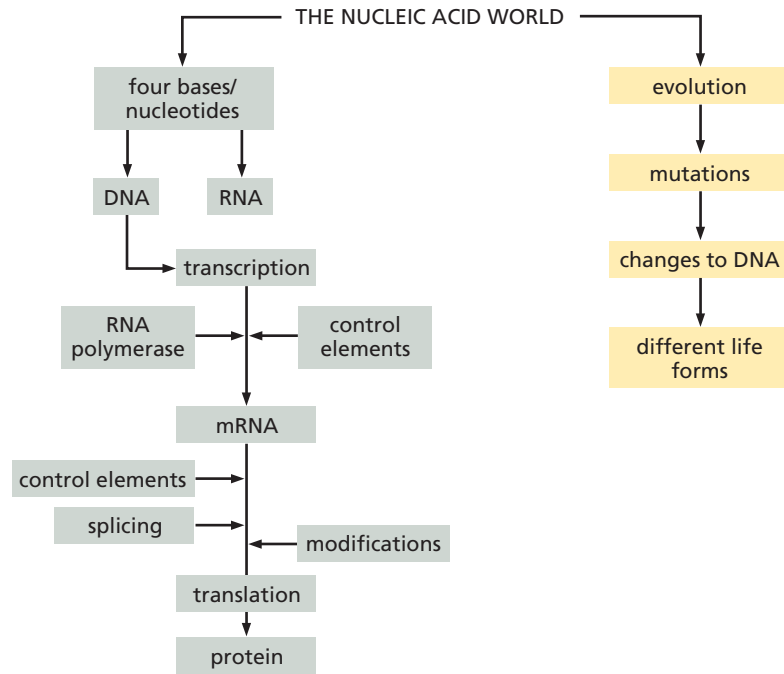 THE NUCLEIC ACID WORLD
four bases/
nucleotides
DNA
RNA
transcription
RNA
polymerase
control
elements
mRNA
control elements
splicing
modifications
translation
protein
evolution
mutations
changes to DNA
different life
forms